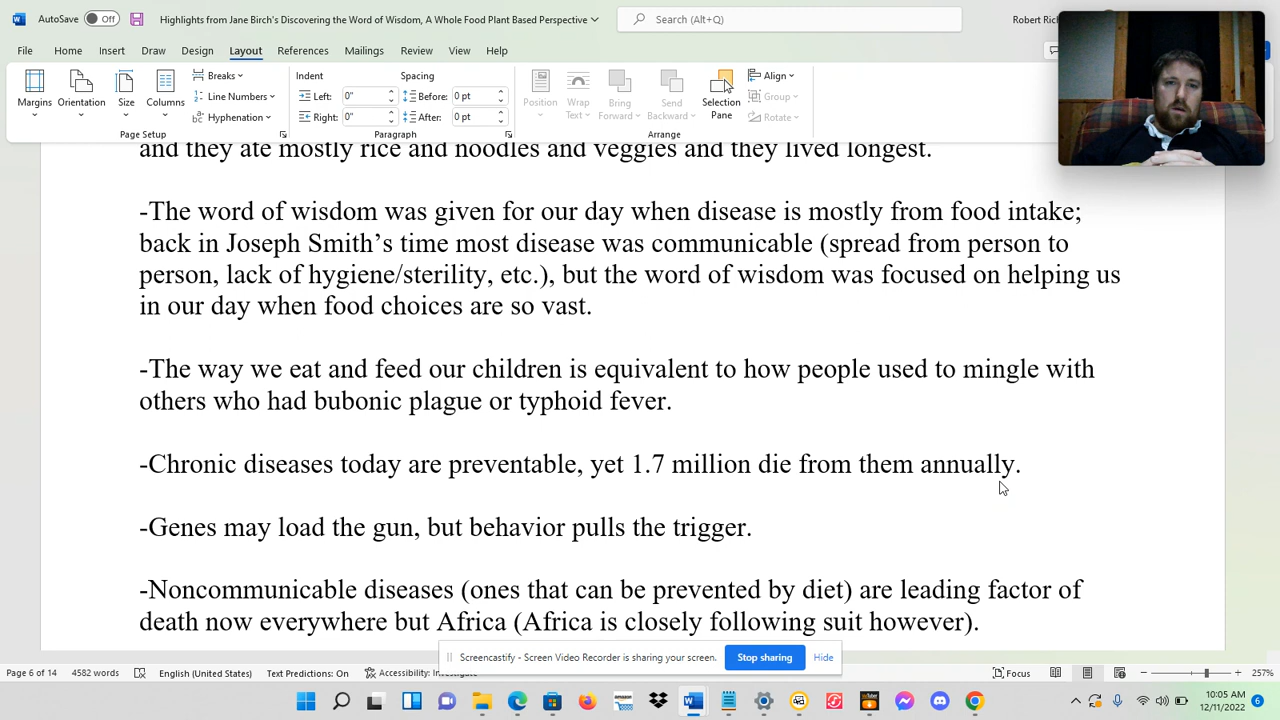 AutoSave Off
Highlights from Jane Birch's Discovering the Word of Wisdom, A Whole Food Plant Based Perspective
Search (Alt+Q)
Robert
File Home Insert Draw Design Layout References Mailings Review View Help
Margins
Orientation
Size
Columns
Breaks
Line Numbers
Hyphenation
Page Setup
Indent
Left: 0"
Right: 0"
Spacing
Before: 0 pt
After: 0 pt
Paragraph
Position
Wrap Text
Bring Forward
Send Backward
Selection Pane
Align
Group
Rotate
Arrange
and they ate mostly rice and noodles and veggies and they lived longest.
-The word of wisdom was given for our day when disease is mostly from food intake;
back in Joseph Smith’s time most disease was communicable (spread from person to
person, lack of hygiene/sterility, etc.), but the word of wisdom was focused on helping us
in our day when food choices are so vast.
-The way we eat and feed our children is equivalent to how people used to mingle with
others who had bubonic plague or typhoid fever.
-Chronic diseases today are preventable, yet 1.7 million die from them annually.
-Genes may load the gun, but behavior pulls the trigger.
-Noncommunicable diseases (ones that can be prevented by diet) are leading factor of
death now everywhere but Africa (Africa is closely following suit however).
Screencastify - Screen Video Recorder is sharing your screen. Stop sharing Hide
Page 6 of 14 4582 words English (United States) Text Predictions: On Accessibility: Investigate Focus 257%
10:05 AM
12/11/2022
6